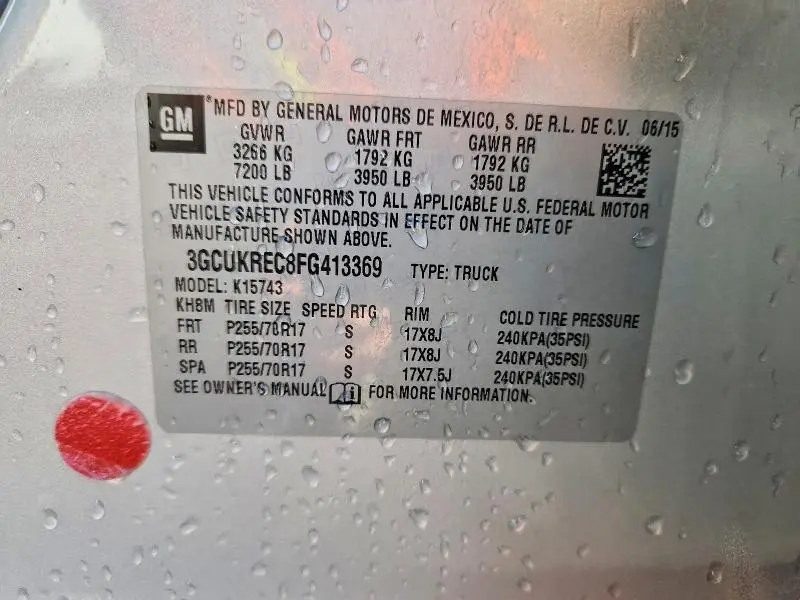 GM ®MFD BY GENERAL MOTORS DE MEXICO, S. DE R.L. DE C.V. 06/15
GVWR GAWR FRT GAWR RR
3266 KG 1792 KG 1792 KG
7200 LB 3950 LB 3950 LB
THIS VEHICLE CONFORMS TO ALL APPLICABLE U.S. FEDERAL MOTOR
VEHICLE SAFETY STANDARDS IN EFFECT ON THE DATE OF
MANUFACTURE SHOWN ABOVE.
3GCUKREC8FG413369 TYPE: TRUCK
MODEL: K15743
KH8M TIRE SIZE SPEED RTG RIM COLD TIRE PRESSURE
FRT P255/70R17 S 17X8J 240KPA(35PSI)
RR P255/70R17 S 17X8J 240KPA(35PSI)
SPA P255/70R17 S 17X7.5J 240KPA(35PSI)
SEE OWNER'S MANUAL FOR MORE INFORMATION.